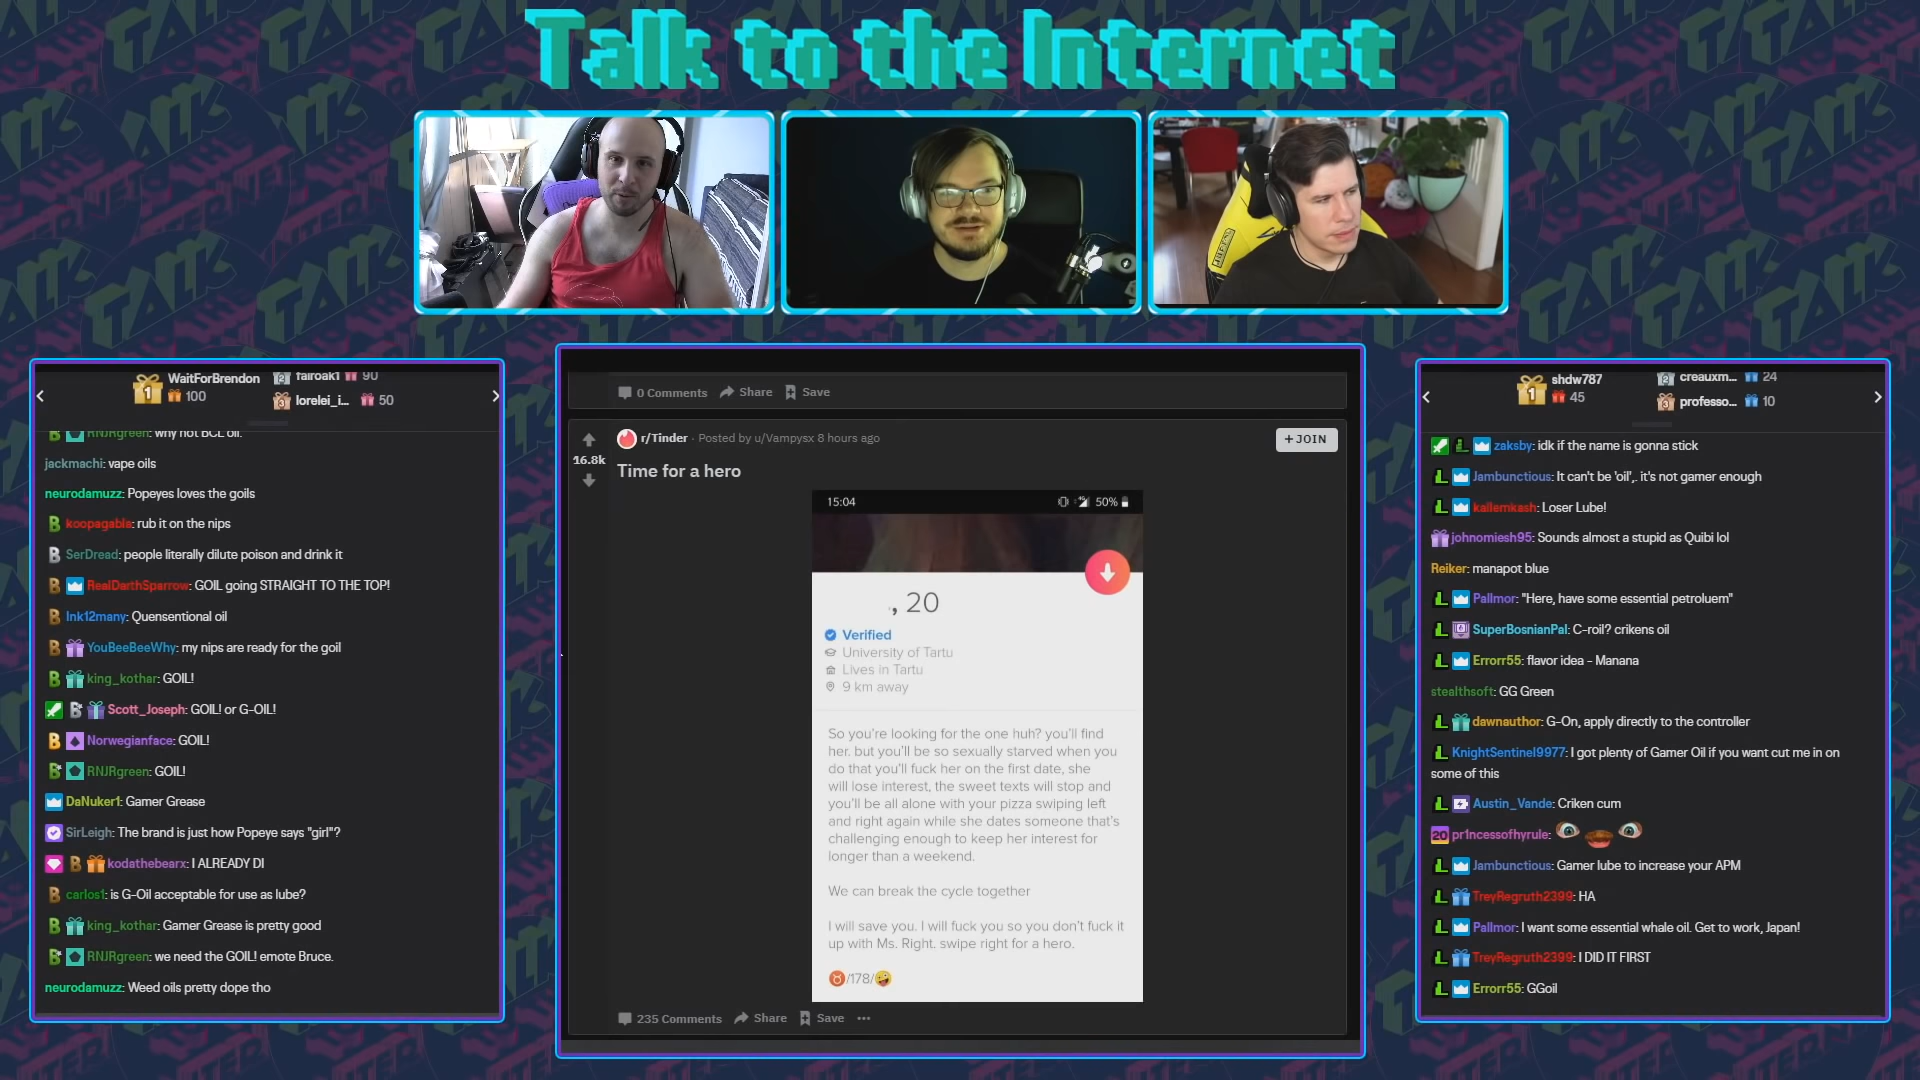 Talk to the Internet
WaitForBrendon
100
fairoak1 90
lorelei_i... 50
RNJRgreen: why not BCL oil.
jackmachi: vape oils
neurodamuzz: Popeyes loves the goils
koopagabla: rub it on the nips
SerDread: people literally dilute poison and drink it
RealDarthSparrow: GOIL going STRAIGHT TO THE TOP!
Ink12many: Quensentional oil
YouBeeBeeWhy: my nips are ready for the goil
king_kothar: GOIL!
Scott_Joseph: GOIL! or G-OIL!
Norwegianface: GOIL!
RNJRgreen: GOIL!
DaNuker1: Gamer Grease
SirLeigh: The brand is just how Popeye says "girl"?
kodathebearx: I ALREADY DI
carlos1: is G-Oil acceptable for use as lube?
king_kothar: Gamer Grease is pretty good
RNJRgreen: we need the GOIL! emote Bruce.
neurodamuzz: Weed oils pretty dope tho
0 Comments Share Save
r/Tinder · Posted by u/Vampysx 8 hours ago
+ JOIN
16.8k
Time for a hero
15:04
50%
, 20
Verified
University of Tartu
Lives in Tartu
9 km away
So you're looking for the one huh? you'll find
her. but you'll be so sexually starved when you
do that you'll fuck her on the first date, she
will lose interest, the sweet texts will stop and
you'll be all alone with your pizza swiping left
and right again while she dates someone that's
challenging enough to keep her interest for
longer than a weekend.
We can break the cycle together
I will save you. I will fuck you so you don't fuck it
up with Ms. Right. swipe right for a hero.
♉/178/🤪
235 Comments Share Save ...
shdw787
45
creauxm... 24
professo... 10
zaksby: idk if the name is gonna stick
Jambunctious: It can't be 'oil',. it's not gamer enough
kallemkash: Loser Lube!
johnomiesh95: Sounds almost a stupid as Quibi lol
Reiker: manapot blue
Pallmor: "Here, have some essential petroluem"
SuperBosnianPal: C-roil? crikens oil
Errorr55: flavor idea - Manana
stealthsoft: GG Green
dawnauthor: G-On, apply directly to the controller
KnightSentinel9977: I got plenty of Gamer Oil if you want cut me in on
some of this
Austin_Vande: Criken cum
pr1ncessofhyrule:
Jambunctious: Gamer lube to increase your APM
TreyRegruth2399: HA
Pallmor: I want some essential whale oil. Get to work, Japan!
TreyRegruth2399: I DID IT FIRST
Errorr55: GGoil